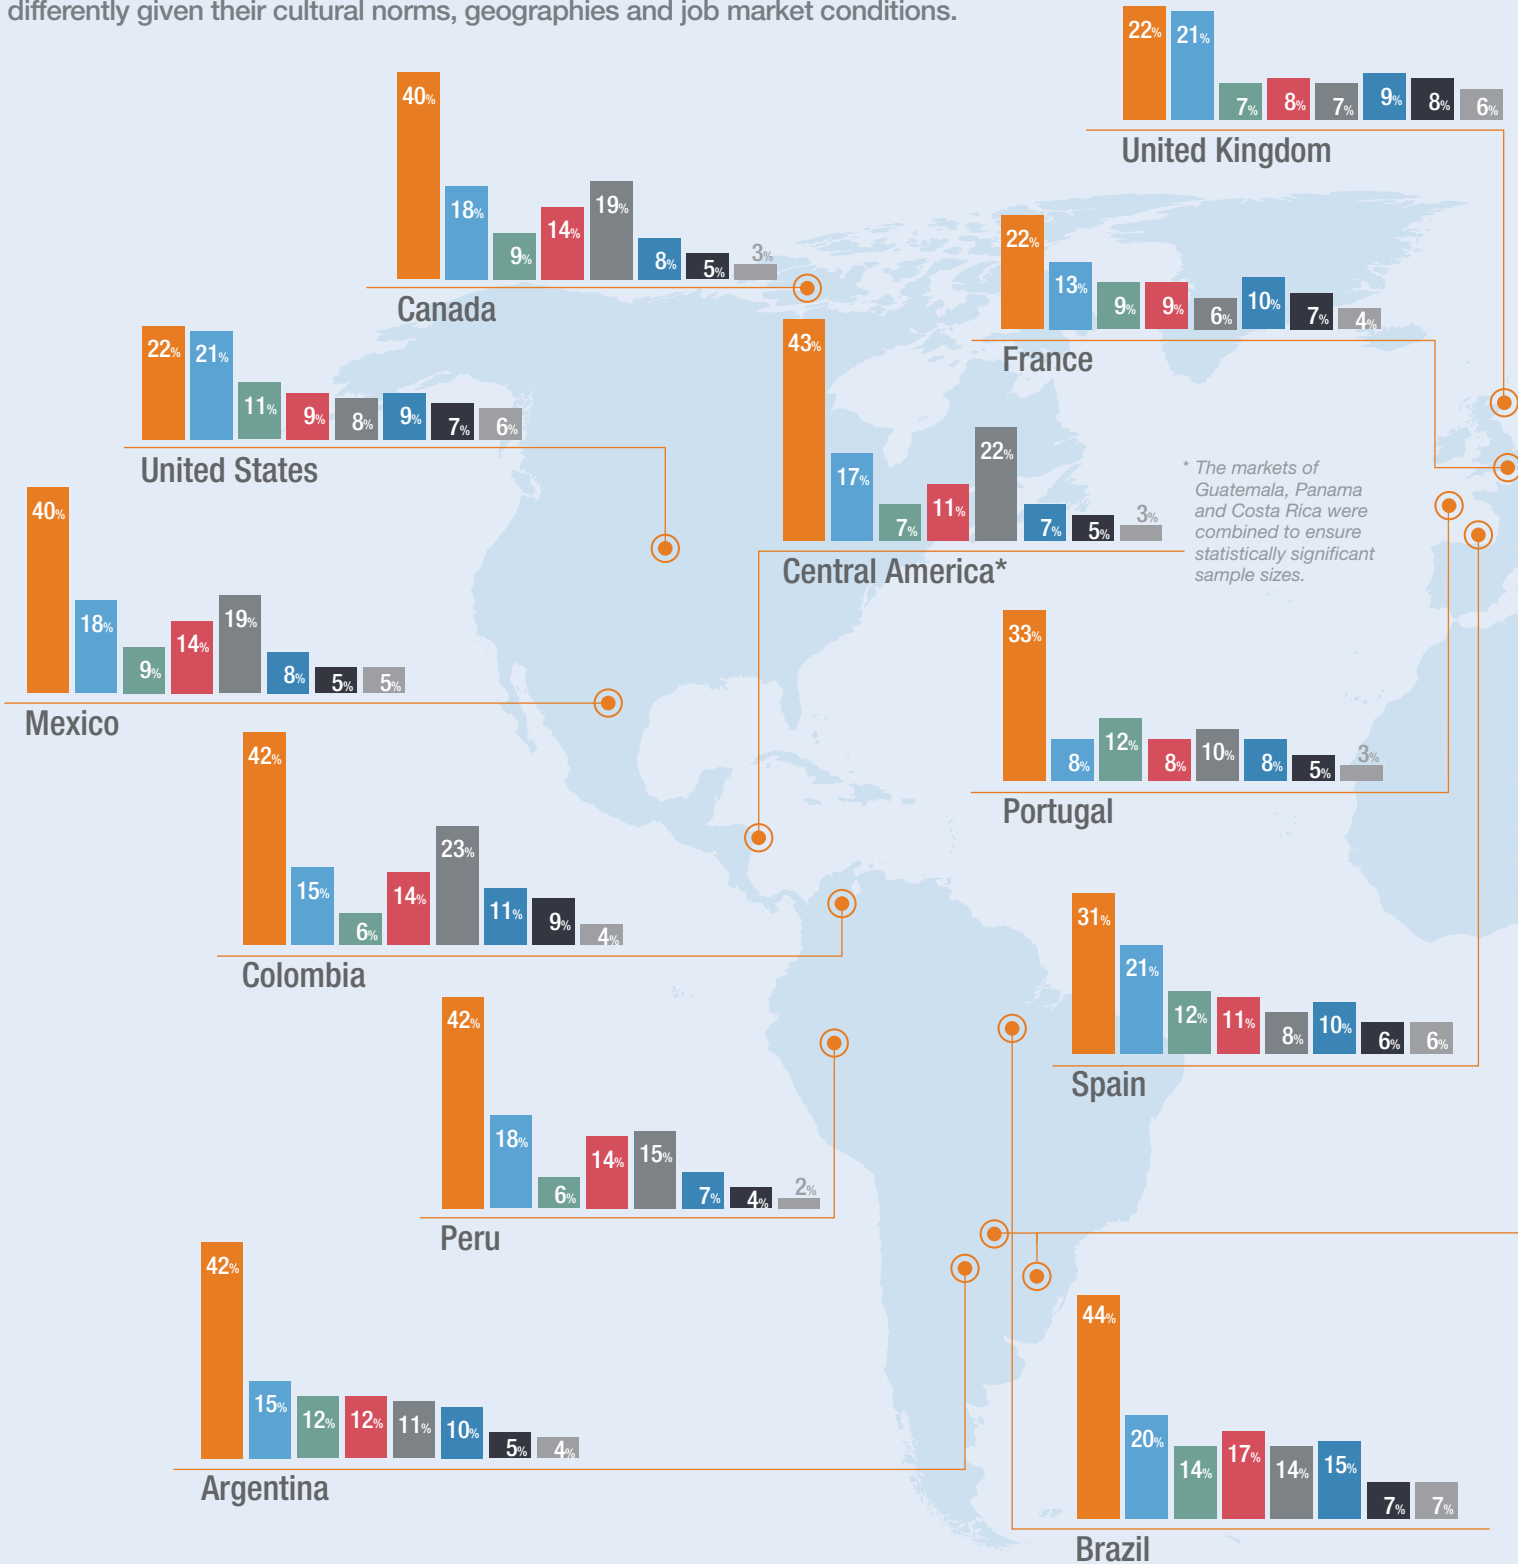 differently given their cultural norms, geographies and job market conditions.
22% 21% 7% 8% 7% 9% 8% 6%
United Kingdom
40% 18% 9% 14% 19% 8% 5% 3%
Canada
22% 13% 9% 9% 6% 10% 7% 4%
France
22% 21% 11% 9% 8% 9% 7% 6%
United States
43% 17% 7% 11% 22% 7% 5% 3%
Central America*
* The markets of
Guatemala, Panama
and Costa Rica were
combined to ensure
statistically significant
sample sizes.
40% 18% 9% 14% 19% 8% 5% 5%
Mexico
33% 8% 12% 8% 10% 8% 5% 3%
Portugal
42% 15% 6% 14% 23% 11% 9% 4%
Colombia
31% 21% 12% 11% 8% 10% 6% 6%
Spain
42% 18% 6% 14% 15% 7% 4% 2%
Peru
42% 15% 12% 12% 11% 10% 5% 4%
Argentina
44% 20% 14% 17% 14% 15% 7% 7%
Brazil